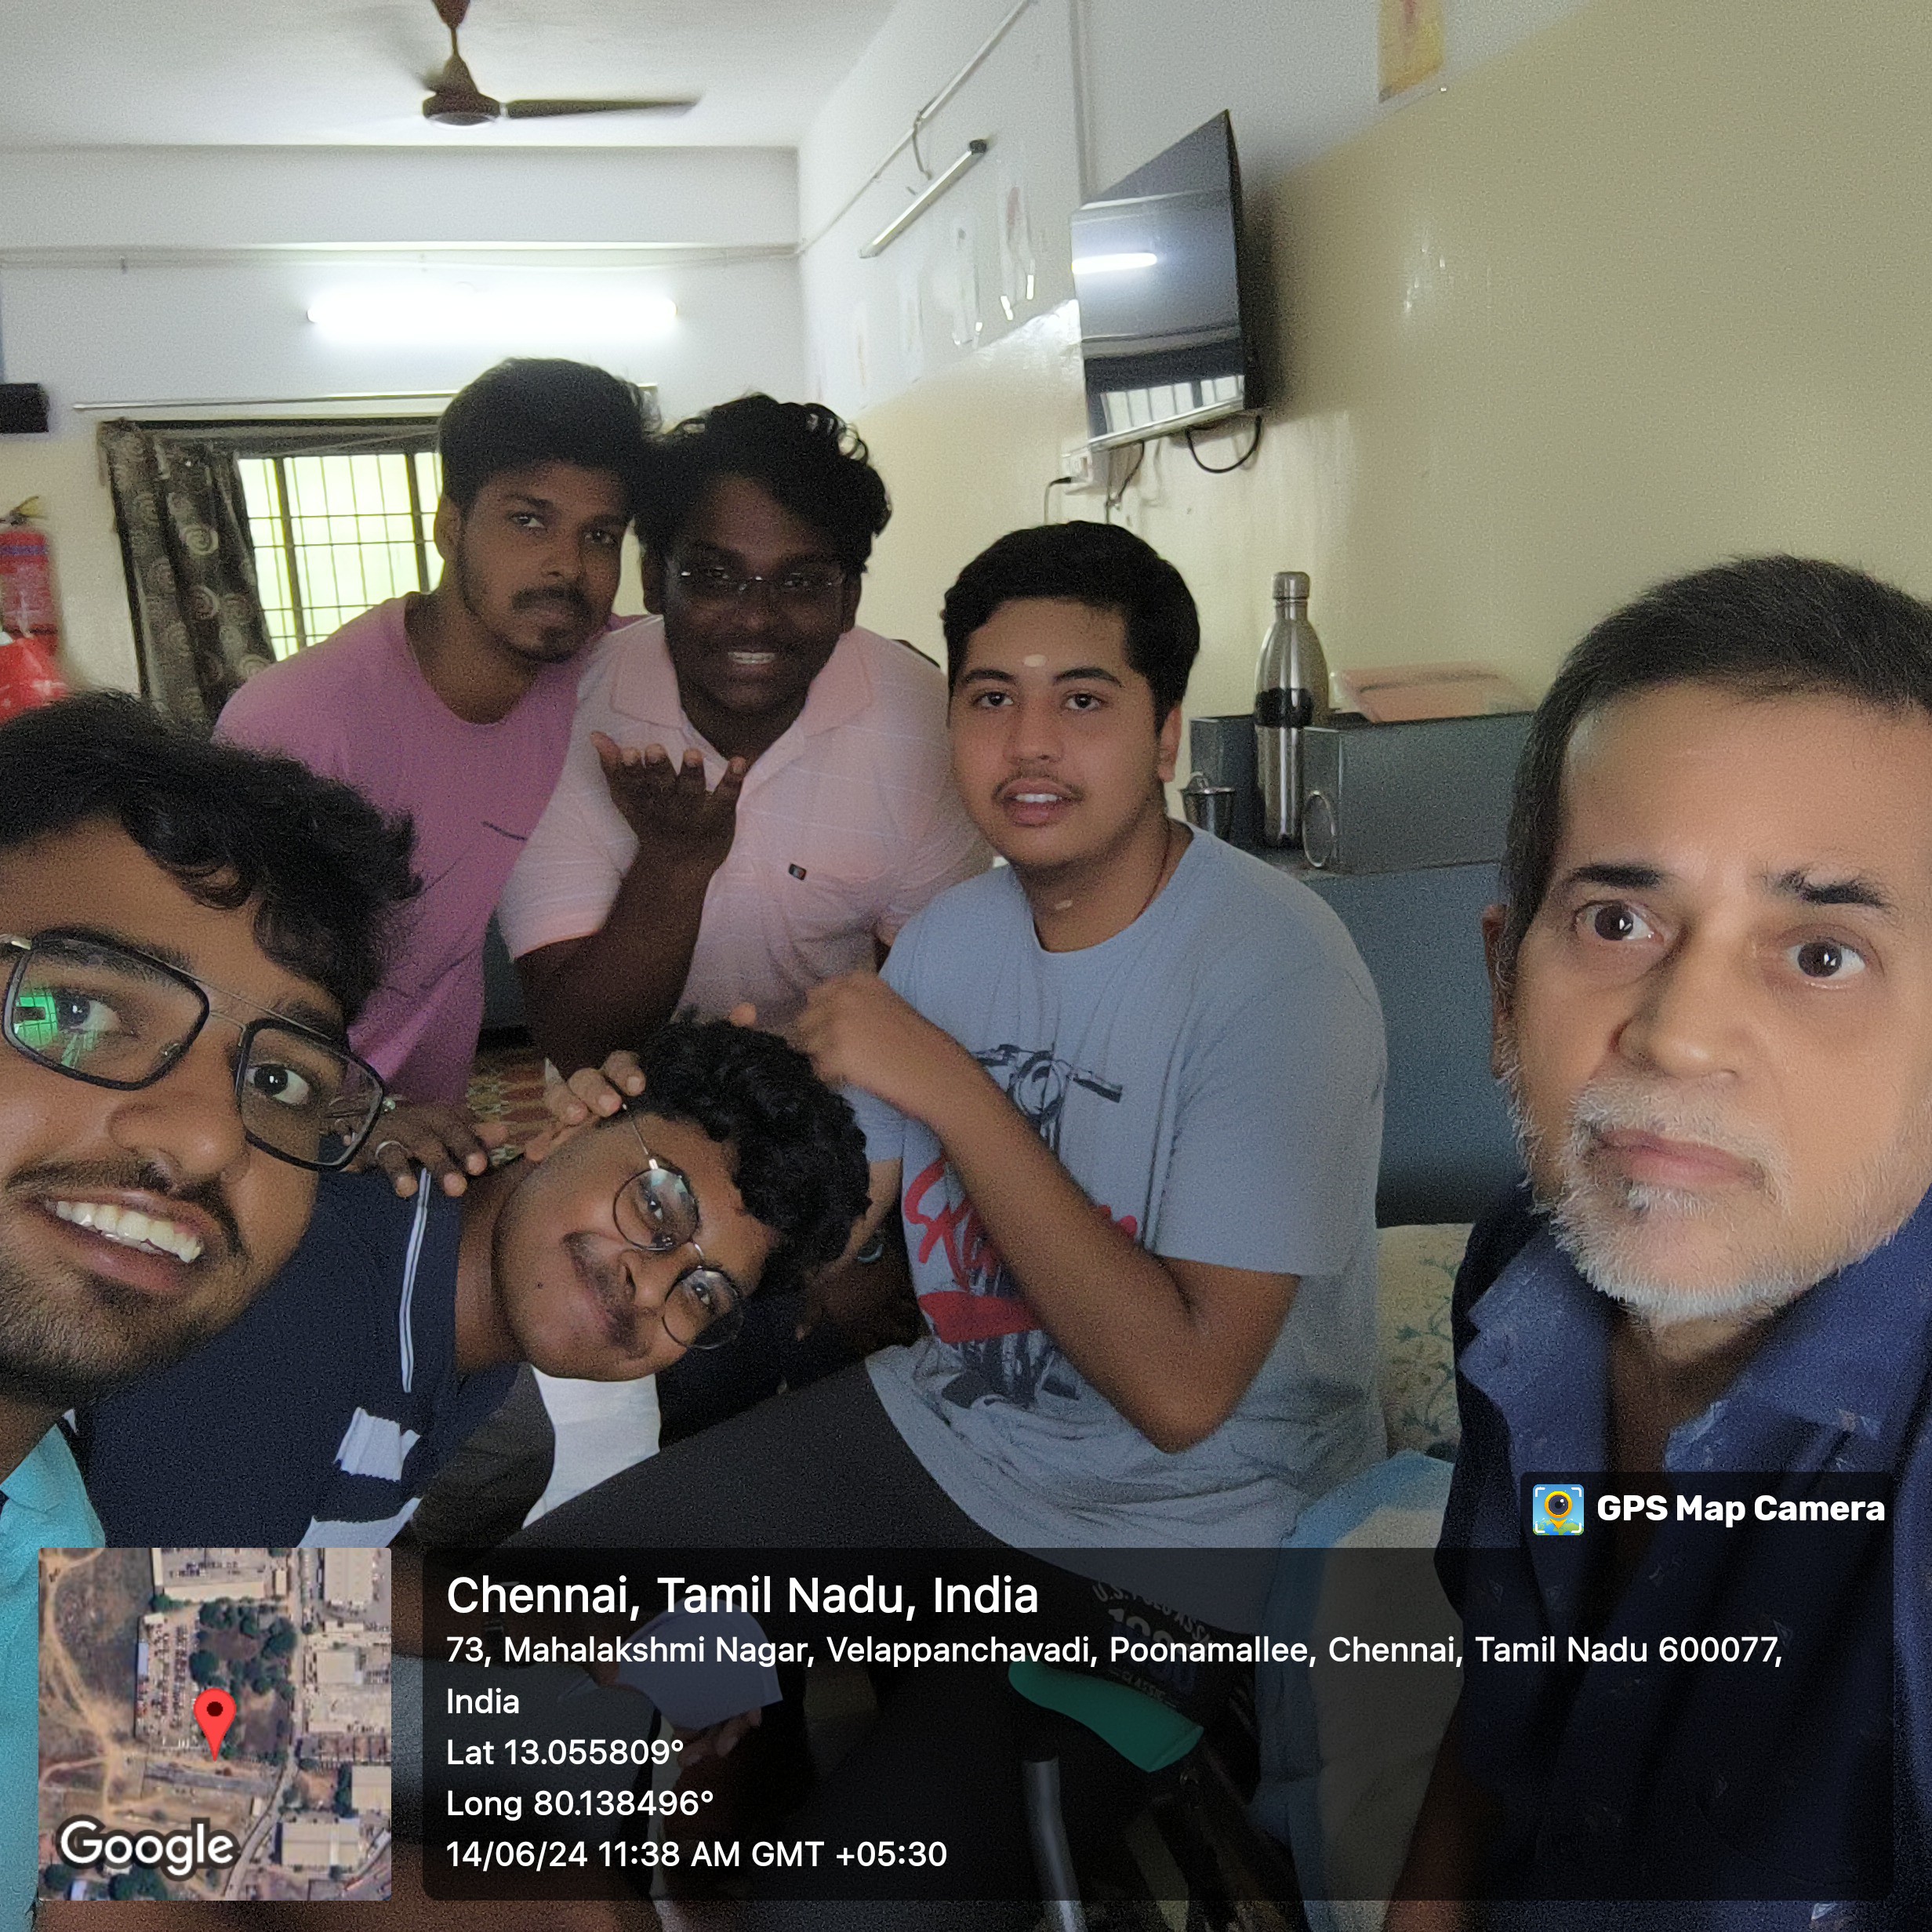 GPS Map Camera
Chennai, Tamil Nadu, India
73, Mahalakshmi Nagar, Velappanchavadi, Poonamallee, Chennai, Tamil Nadu 600077,
India
Lat 13.055809°
Long 80.138496°
14/06/24 11:38 AM GMT +05:30
Google